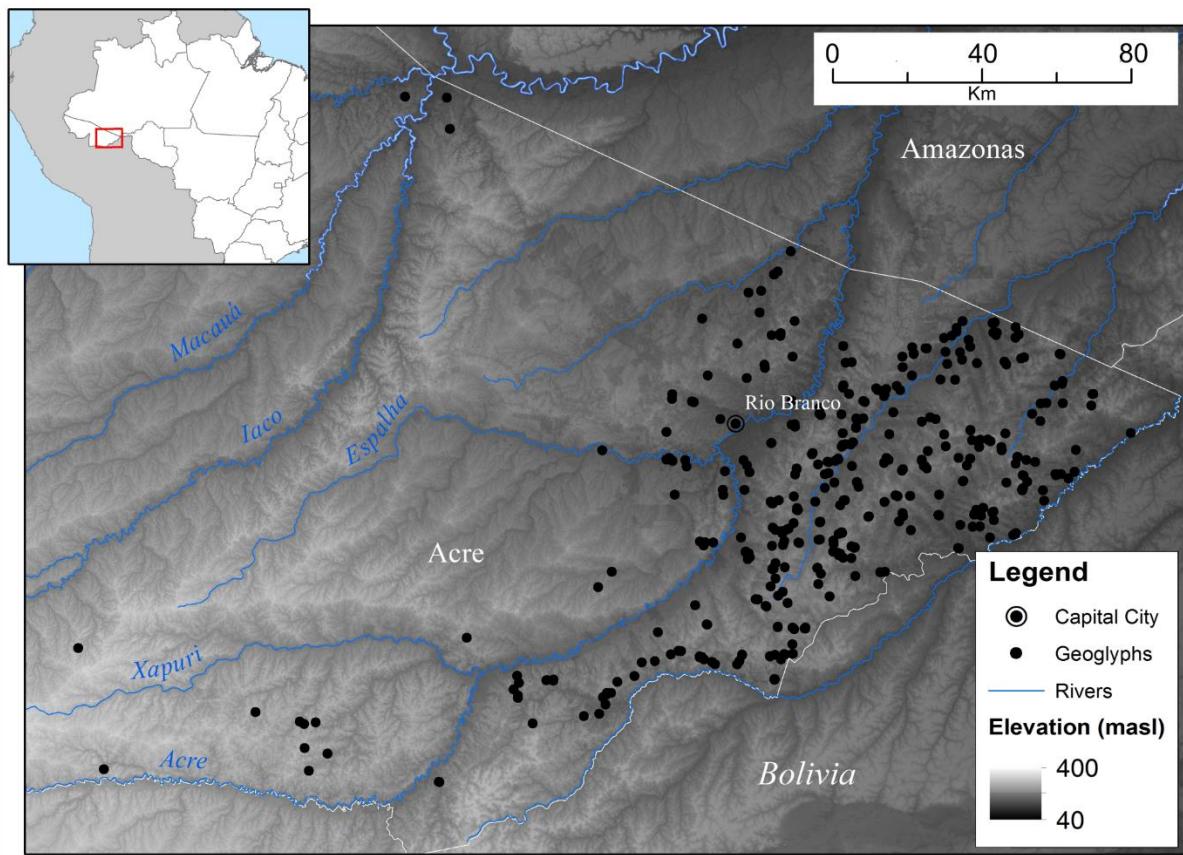 0 40 80
Km
Amazonas
Macauá
Rio Branco
Iaco
Espalha
Acre
Xapuri
Acre
Bolivia
Legend
Capital City
Geoglyphs
Rivers
Elevation (masl)
400
40